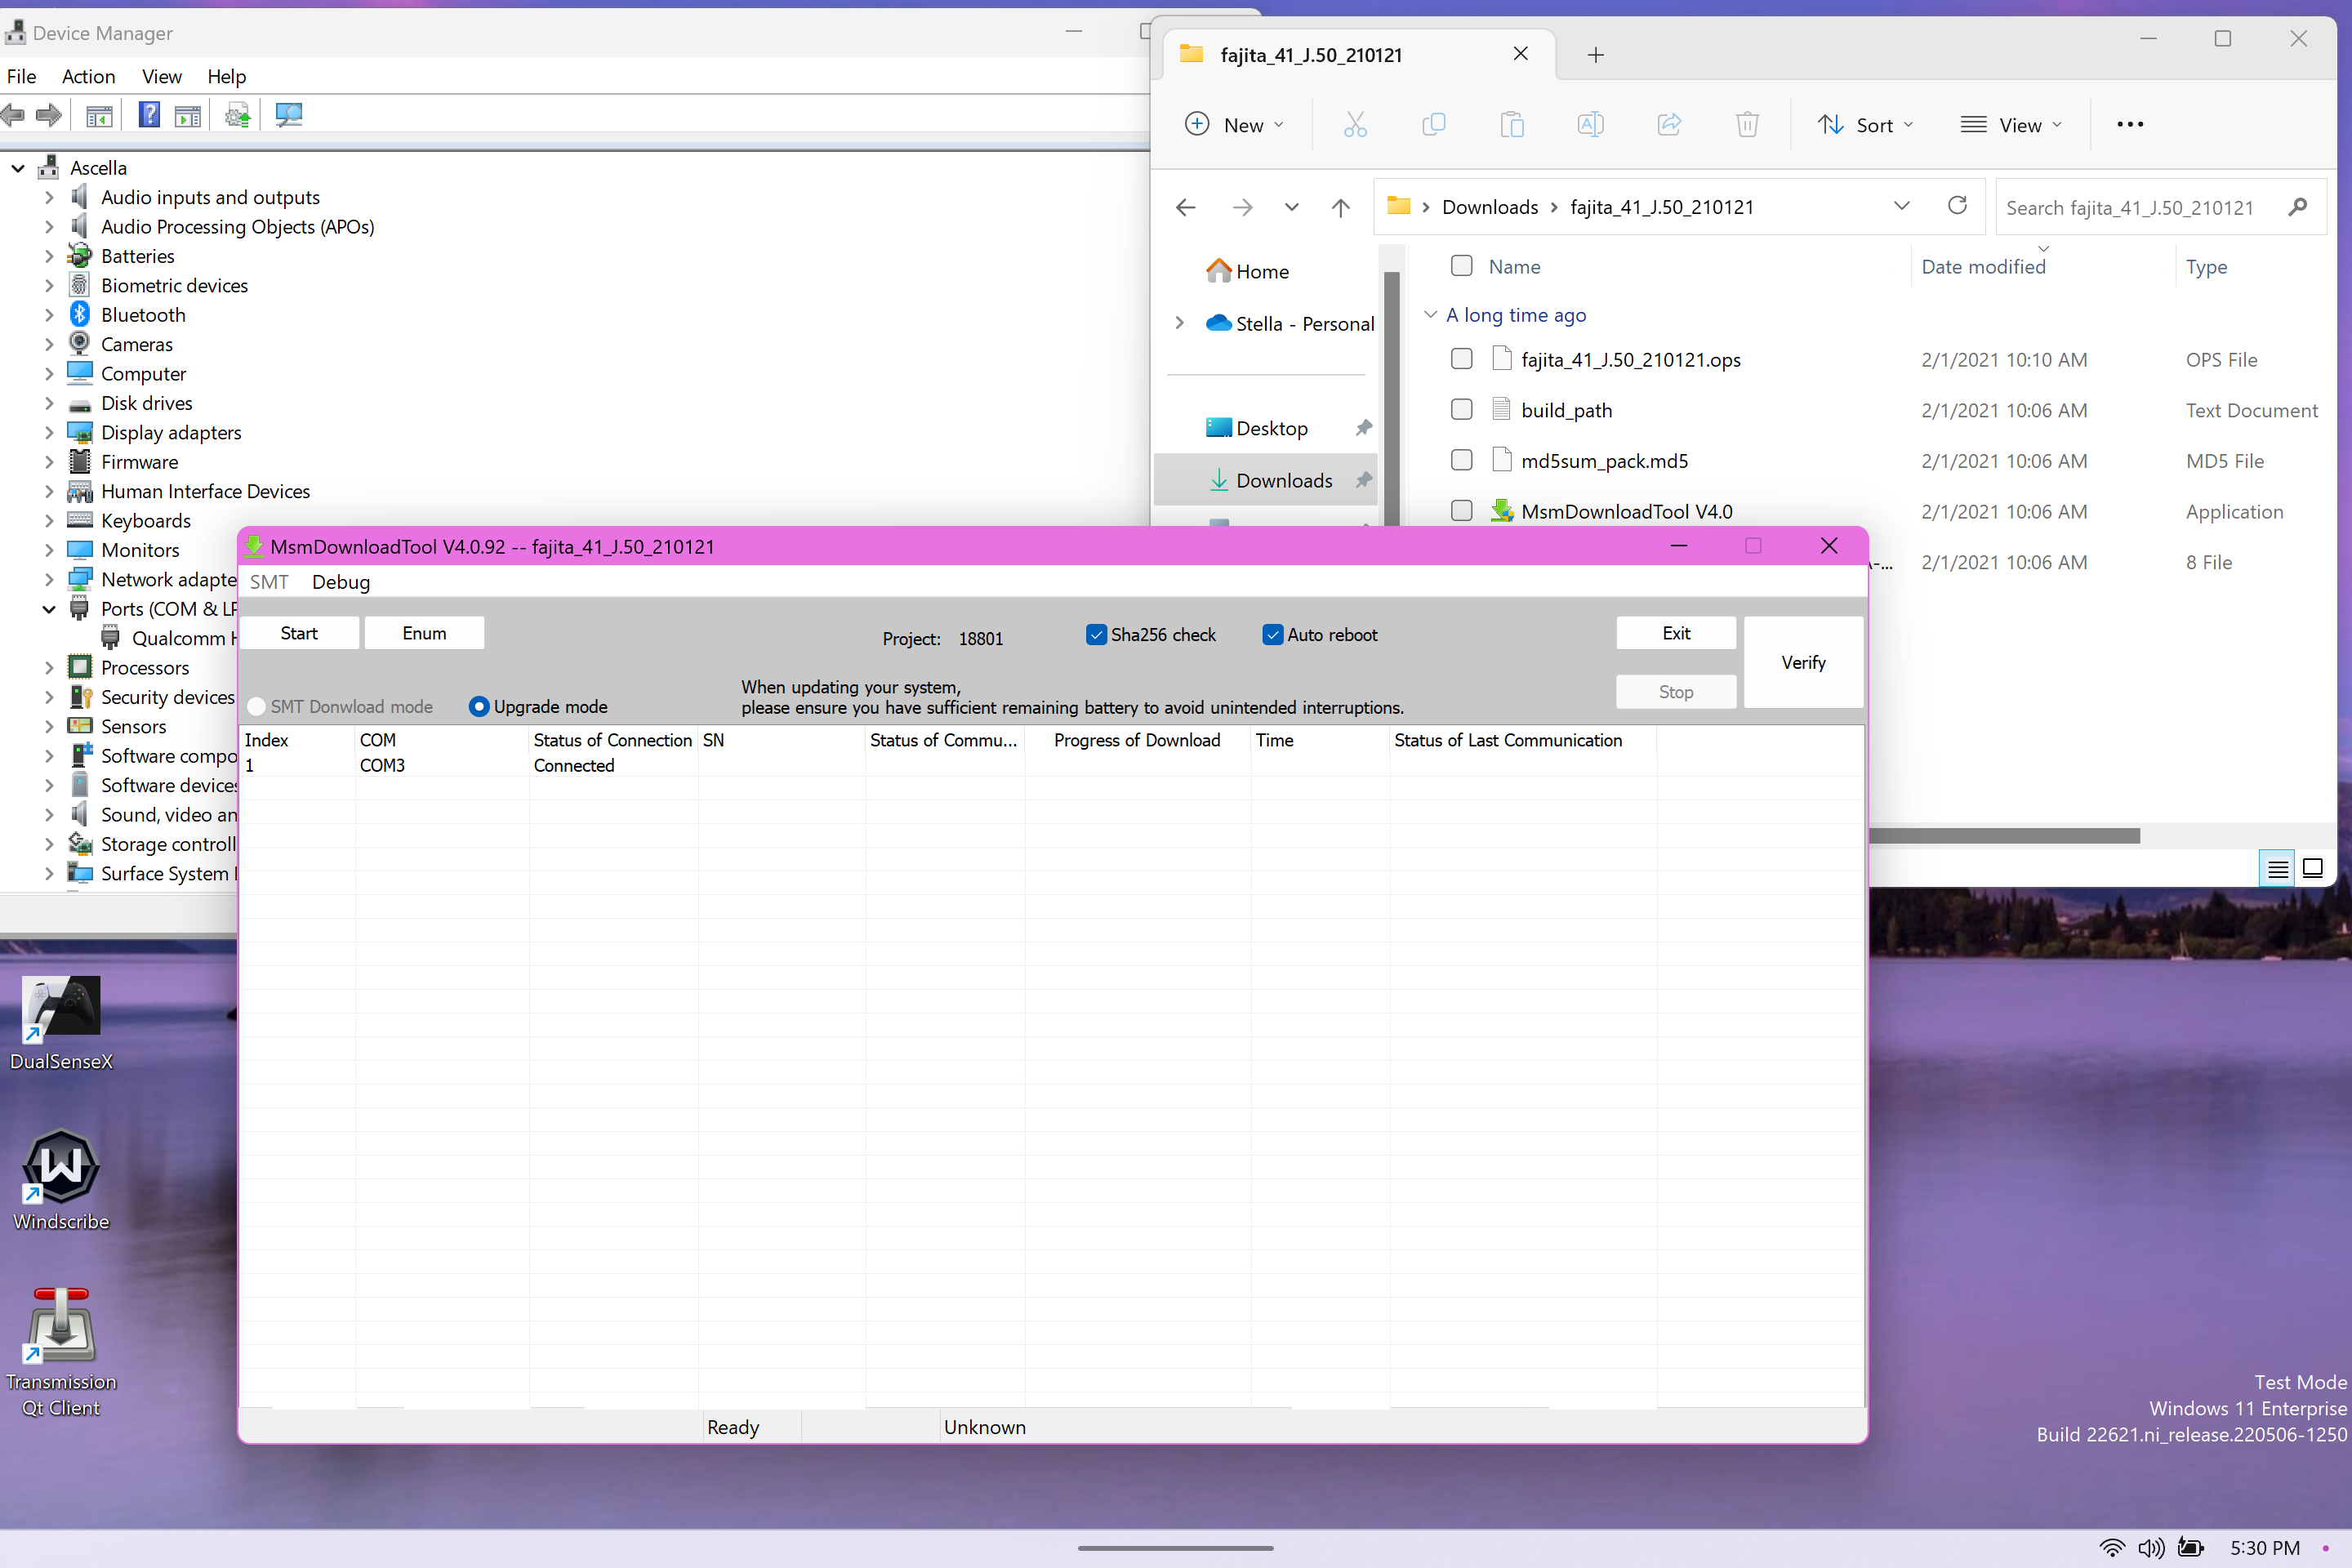 Device Manager
File Action View Help
Ascella
Audio inputs and outputs
Audio Processing Objects (APOs)
Batteries
Biometric devices
Bluetooth
Cameras
Computer
Disk drives
Display adapters
Firmware
Human Interface Devices
Keyboards
Monitors
Network adapte
Ports (COM & LP
Qualcomm H
Processors
Security devices
Sensors
Software compo
Software devices
Sound, video an
Storage controll
Surface System
fajita_41_J.50_210121
New Sort View
Downloads fajita_41_J.50_210121
Search fajita_41_J.50_210121
Home
Stella - Personal
Desktop
Downloads
Name Date modified Type
A long time ago
fajita_41_J.50_210121.ops 2/1/2021 10:10 AM OPS File
build_path 2/1/2021 10:06 AM Text Document
md5sum_pack.md5 2/1/2021 10:06 AM MD5 File
MsmDownloadTool V4.0 2/1/2021 10:06 AM Application
2/1/2021 10:06 AM 8 File
MsmDownloadTool V4.0.92 -- fajita_41_J.50_210121
SMT Debug
Start Enum Project: 18801 Sha256 check Auto reboot Exit Verify
Stop
SMT Donwload mode Upgrade mode
When updating your system,
please ensure you have sufficient remaining battery to avoid unintended interruptions.
Index COM Status of Connection SN Status of Commu... Progress of Download Time Status of Last Communication
1 COM3 Connected
Ready Unknown
DualSenseX
Windscribe
Transmission
Qt Client
Test Mode
Windows 11 Enterprise
Build 22621.ni_release.220506-1250
5:30 PM